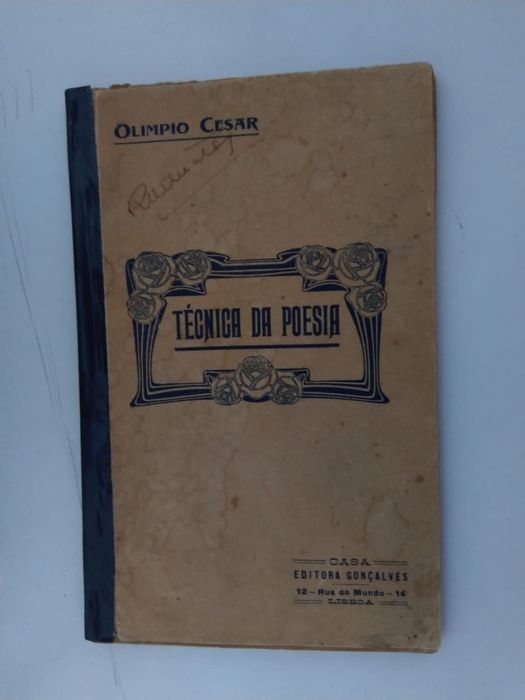 OLIMPIO CESAR
TÉCNICA DA POESIA
CASA
EDITORA GONÇALVES
12 — Rua do Mundo — 14
LISBOA